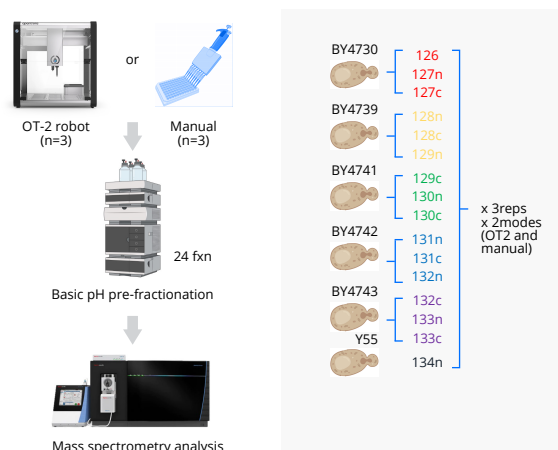 or
OT-2 robot
(n=3)
Manual
(n=3)
24 fxn
Basic pH pre-fractionation
Mass spectrometry analysis
BY4730
126
127n
127c
BY4739
128n
128c
129n
BY4741
129c
130n
130c
BY4742
131n
131c
132n
BY4743
132c
133n
133c
Y55
134n
x 3reps
x 2modes
(OT2 and
manual)